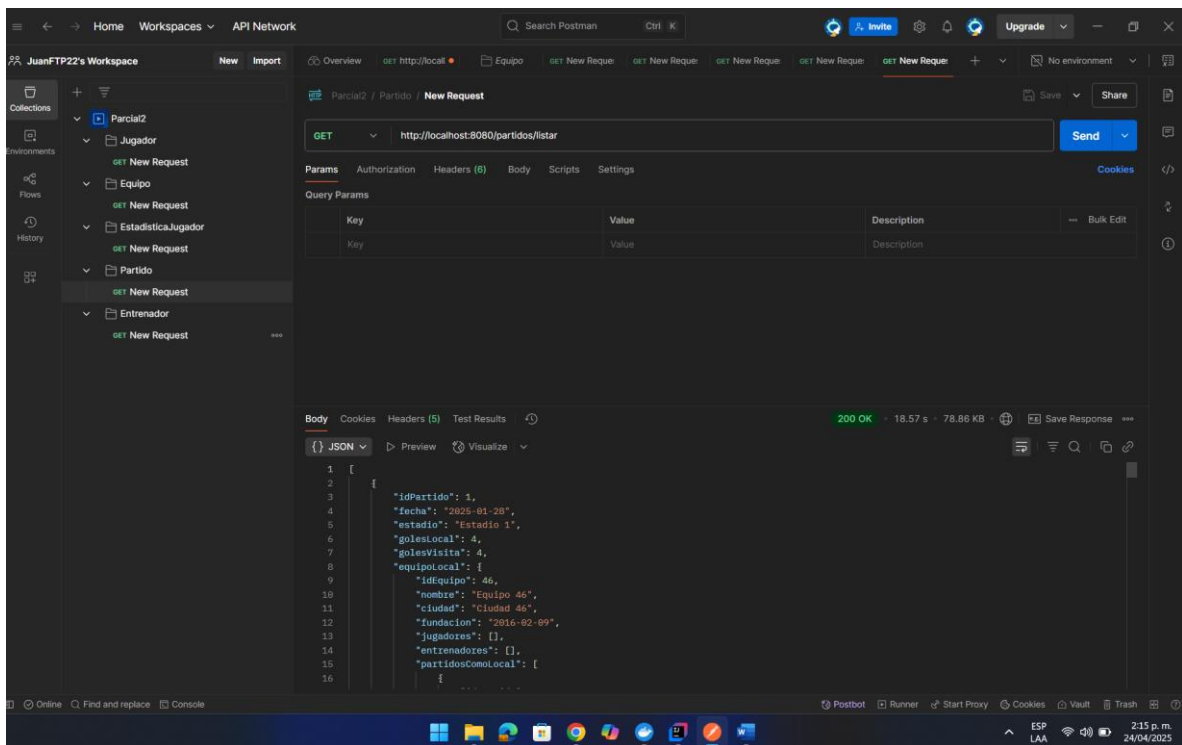 Home Workspaces API Network
Search Postman Ctrl K
Invite
Upgrade
JuanFTP22's Workspace New Import
Overview GET http://locall Equipo GET New Reque: GET New Reque: GET New Reque: GET New Reque: GET New Reque: No environment
Collections
Environments
Flows
History
Parcial2
Jugador
GET New Request
Equipo
GET New Request
EstadisticaJugador
GET New Request
Partido
GET New Request
Entrenador
GET New Request
HTTP Parcial2 / Partido / New Request Save Share
GET http://localhost:8080/partidos/listar Send
Params Authorization Headers (6) Body Scripts Settings Cookies
Query Params
Key Value Description Bulk Edit
Key Value Description
Body Cookies Headers (5) Test Results 200 OK 18.57 s 78.86 KB Save Response
{} JSON Preview Visualize
1 [
2 {
3 "idPartido": 1,
4 "fecha": "2025-01-28",
5 "estadio": "Estadio 1",
6 "golesLocal": 4,
7 "golesVisita": 4,
8 "equipoLocal": {
9 "idEquipo": 46,
10 "nombre": "Equipo 46",
11 "ciudad": "Ciudad 46",
12 "fundacion": "2016-02-09",
13 "jugadores": [],
14 "entrenadores": [],
15 "partidosComoLocal": [
16 {
Online Find and replace Console Postbot Runner Start Proxy Cookies Vault Trash
ESP
LAA
2:15 p. m.
24/04/2025